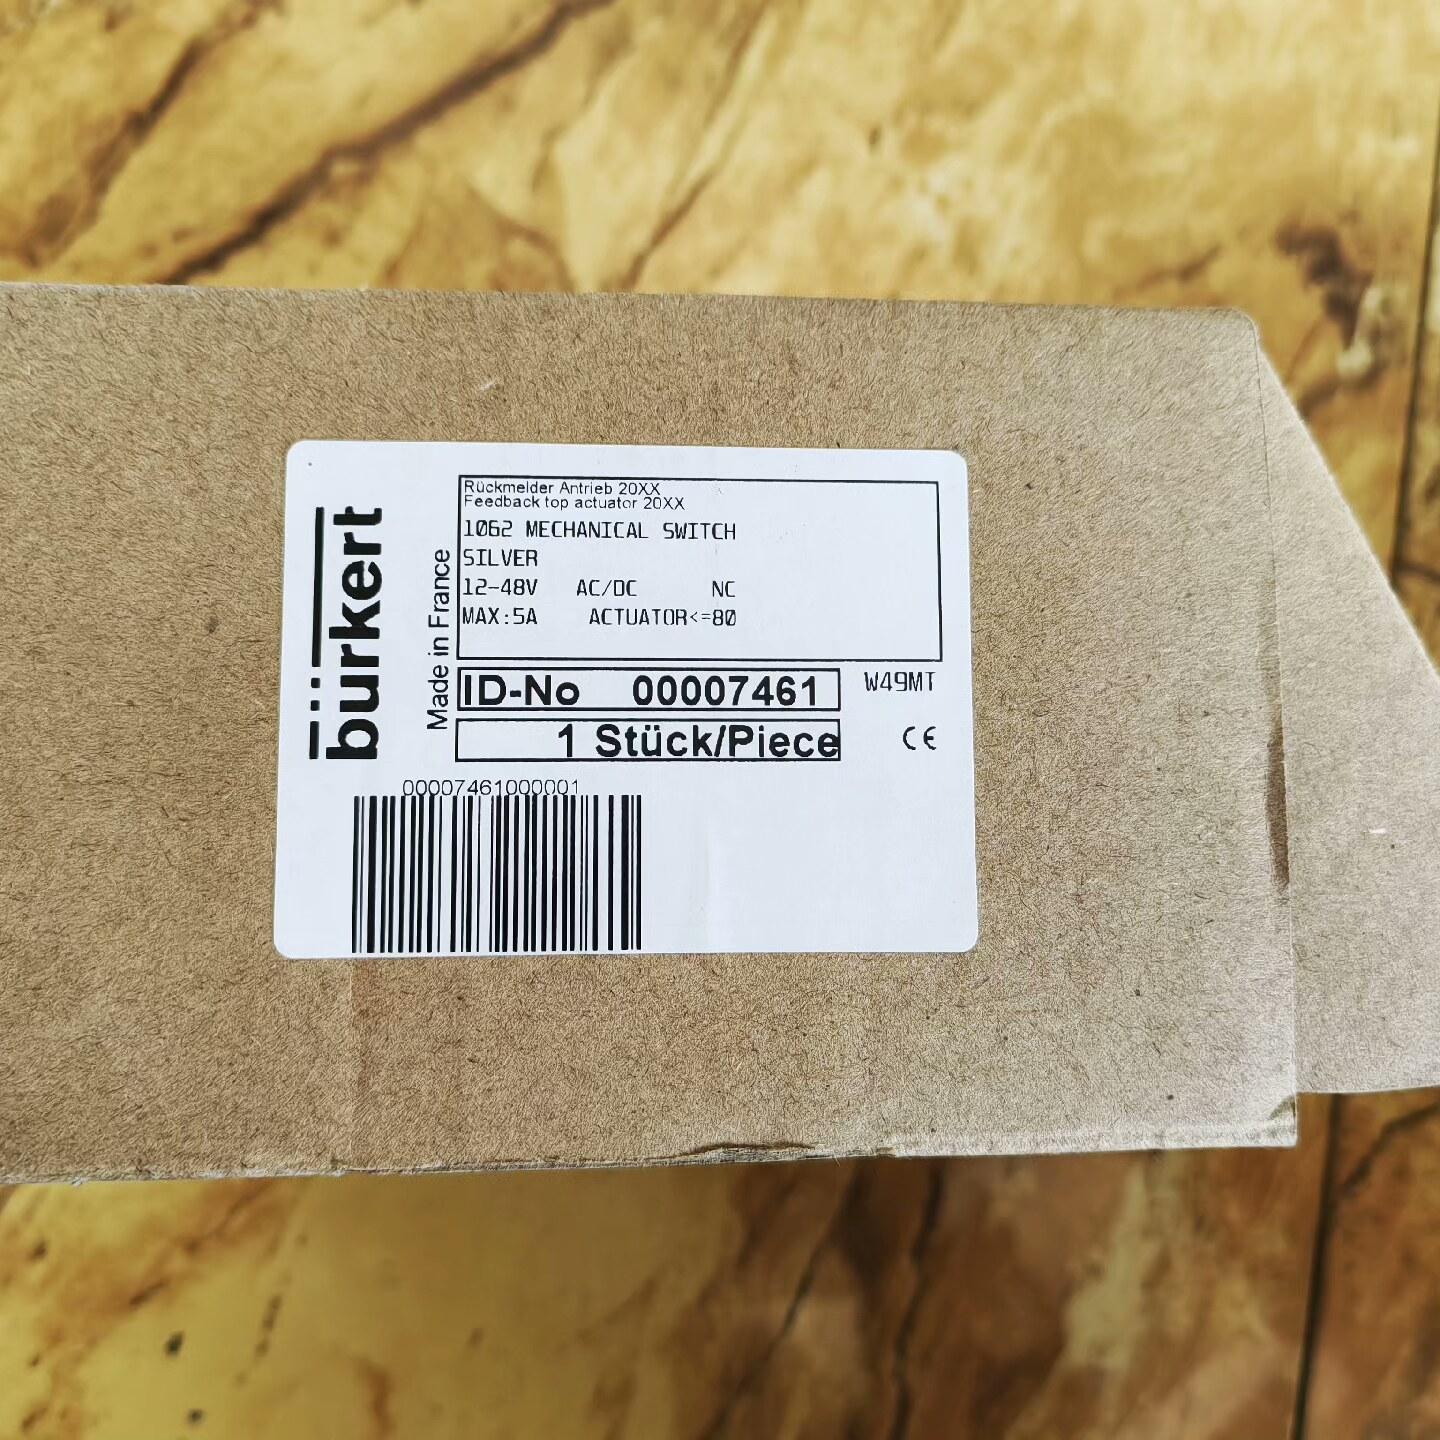 bürkert
Made in France
Rückmelder Antrieb 20XX
Feedback top actuator 20XX
1062 MECHANICAL SWITCH
SILVER
12-48V AC/DC NC
MAX:5A ACTUATOR<=80
ID-No 00007461
W49MT
1 Stück/Piece
CE
00007461000001